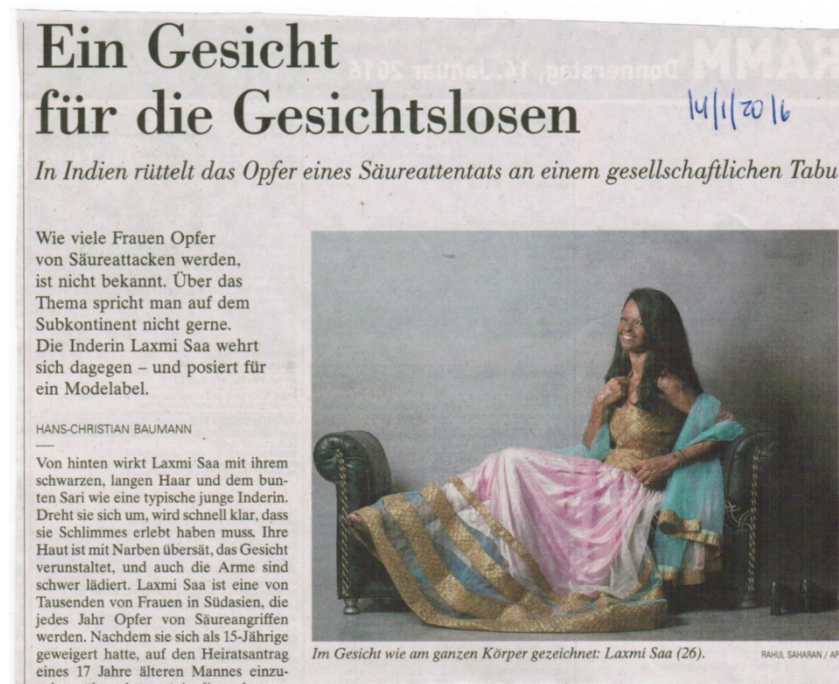 Ein Gesicht
für die Gesichtslosen
RAMM Donnerstag, 14. Januar 2016
14/1/2016
In Indien rüttelt das Opfer eines Säureattentats an einem gesellschaftlichen Tabu
Wie viele Frauen Opfer
von Säureattacken werden,
ist nicht bekannt. Über das
Thema spricht man auf dem
Subkontinent nicht gerne.
Die Inderin Laxmi Saa wehrt
sich dagegen – und posiert für
ein Modelabel.
HANS-CHRISTIAN BAUMANN
Von hinten wirkt Laxmi Saa mit ihrem
schwarzen, langen Haar und dem bun-
ten Sari wie eine typische junge Inderin.
Dreht sie sich um, wird schnell klar, dass
sie Schlimmes erlebt haben muss. Ihre
Haut ist mit Narben übersät, das Gesicht
verunstaltet, und auch die Arme sind
schwer lädiert. Laxmi Saa ist eine von
Tausenden von Frauen in Südasien, die
jedes Jahr Opfer von Säureangriffen
werden. Nachdem sie sich als 15-Jährige
geweigert hatte, auf den Heiratsantrag
eines 17 Jahre älteren Mannes einzu-
Im Gesicht wie am ganzen Körper gezeichnet: Laxmi Saa (26).
RAHUL SAHARAN / AP